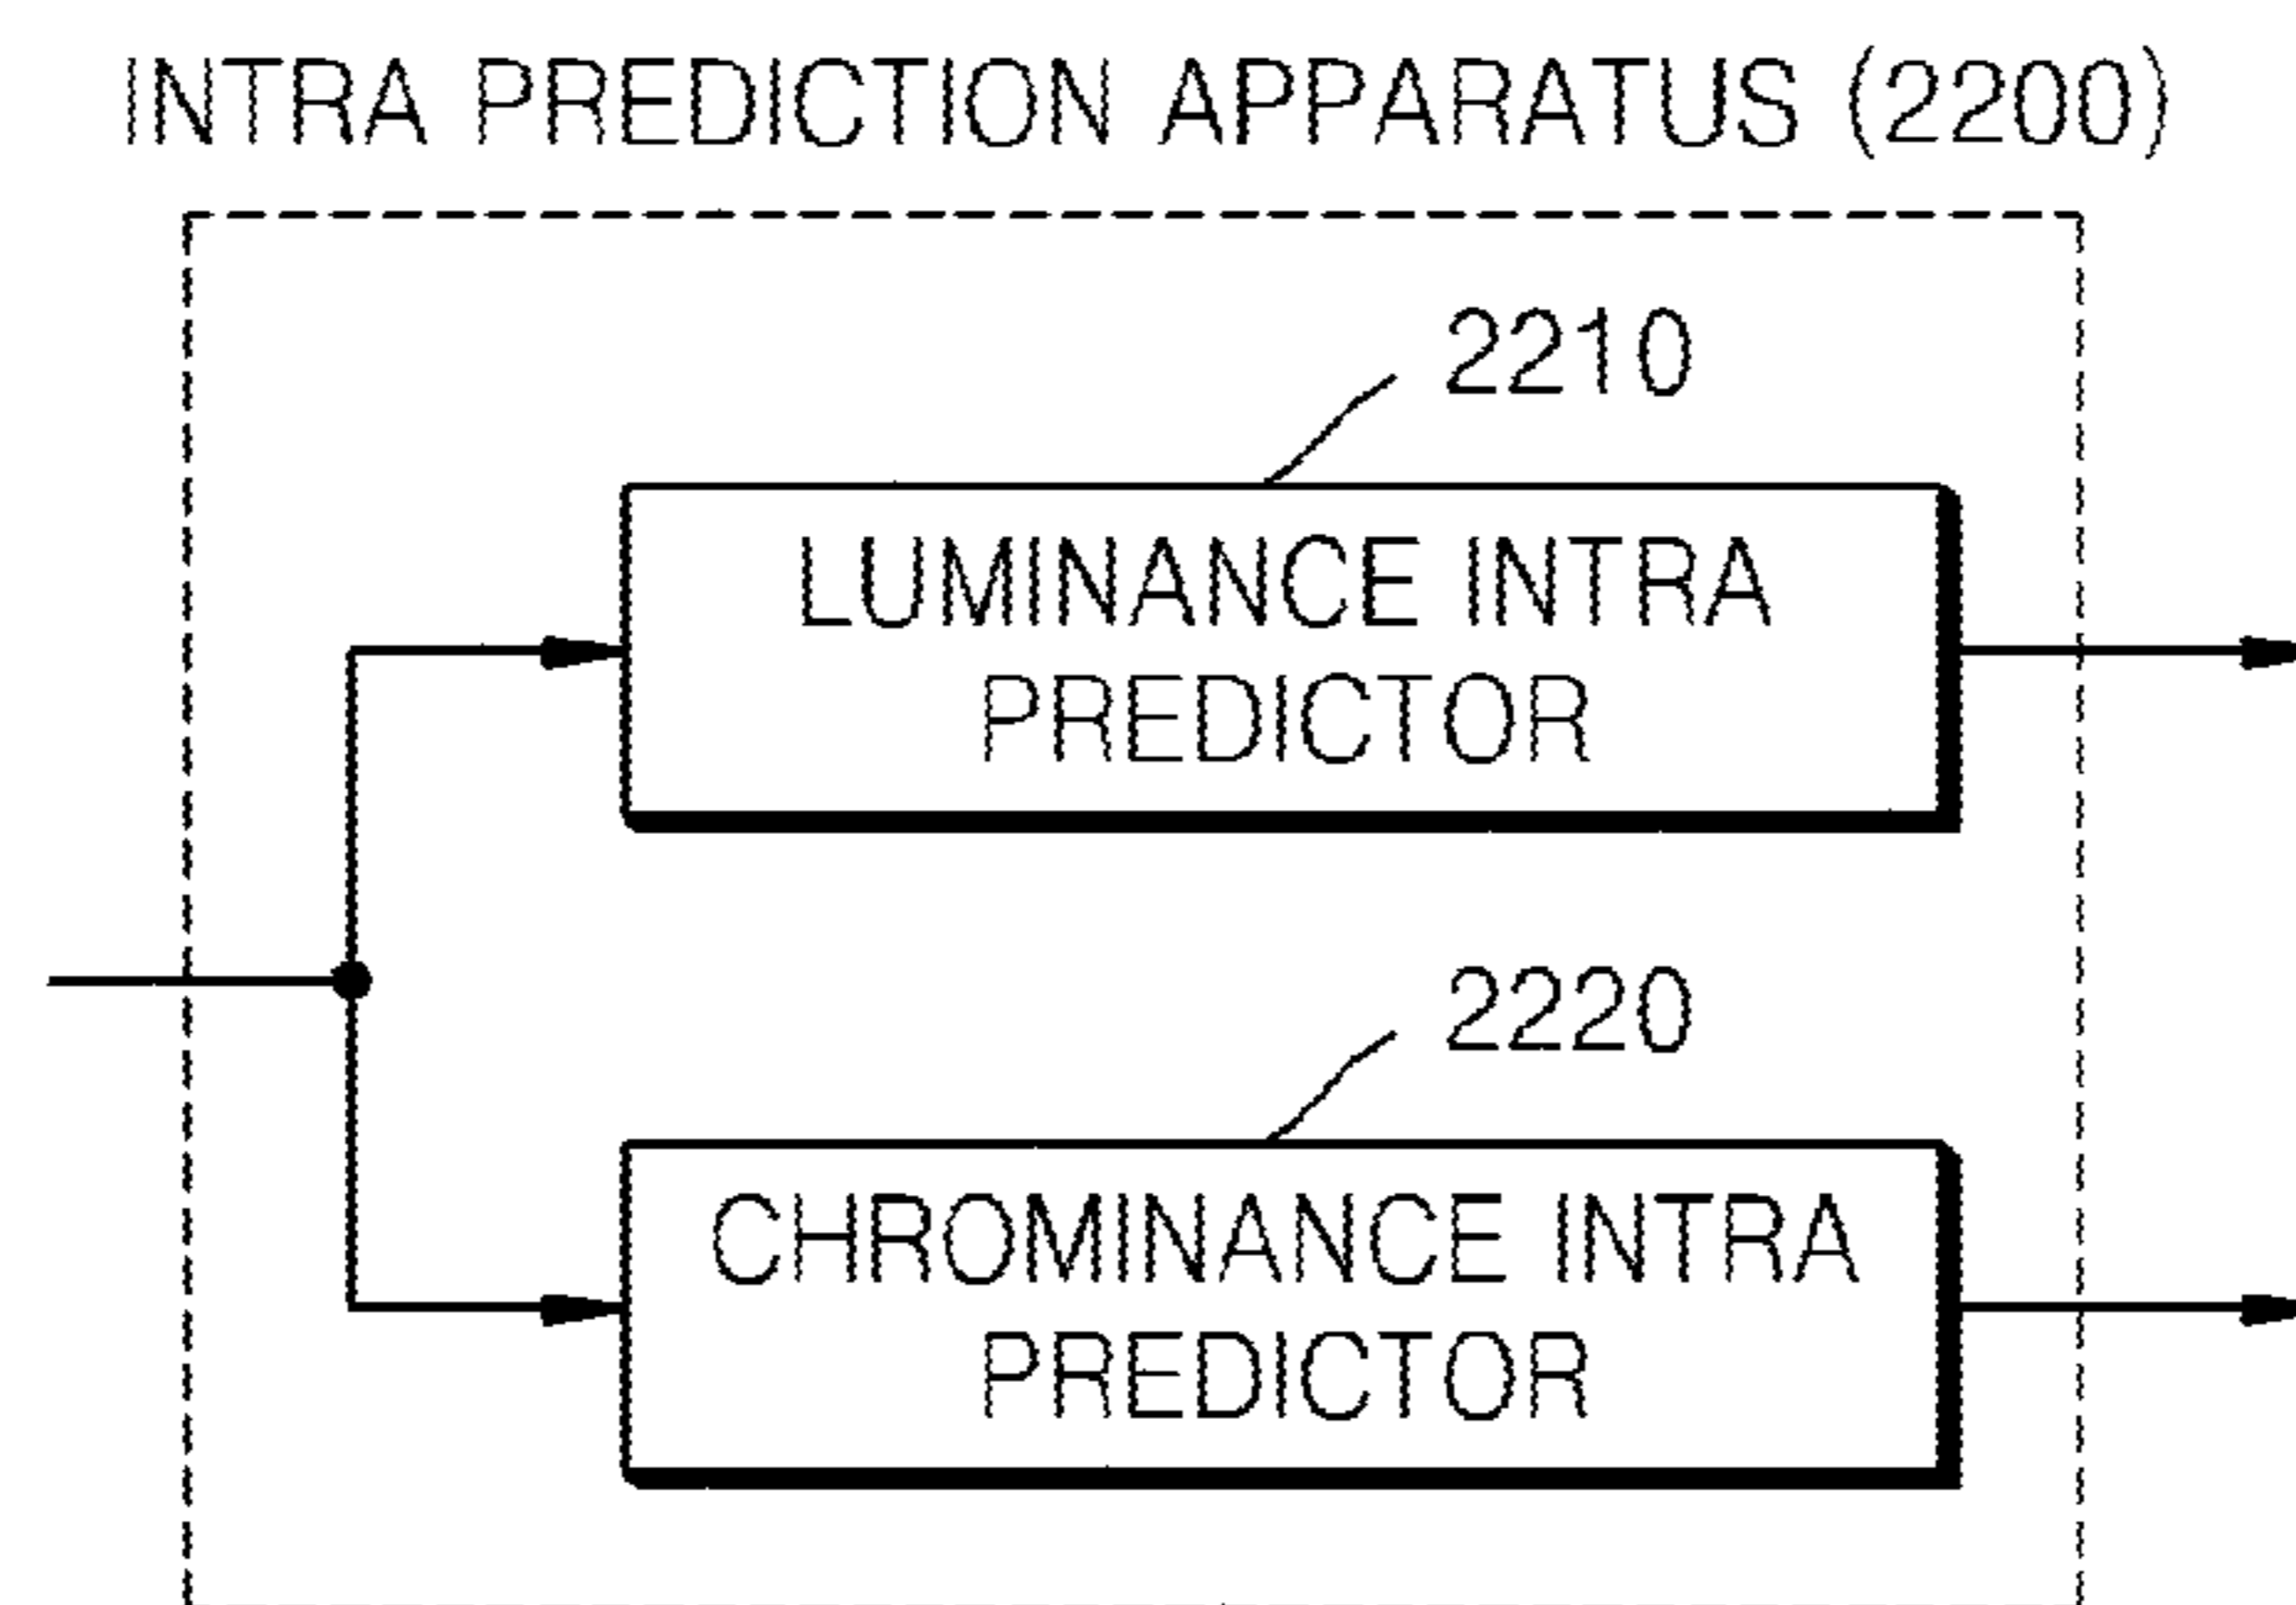 INTRA PREDICTION APPARATUS (2200)
2210
LUMINANCE INTRA
PREDICTOR
2220
CHROMINANCE INTRA
PREDICTOR